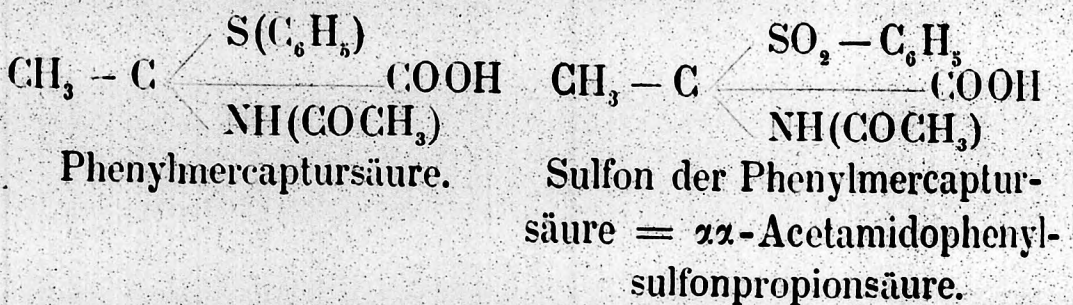 S(C₆H₅)
CH₃ – C COOH
NH(COCH₃)
Phenylmercaptursäure.
SO₂ – C₆H₅
CH₃ – C COOH
NH(COCH₃)
Sulfon der Phenylmercaptur-
säure = αα-Acetamidophenyl-
sulfonpropionsäure.